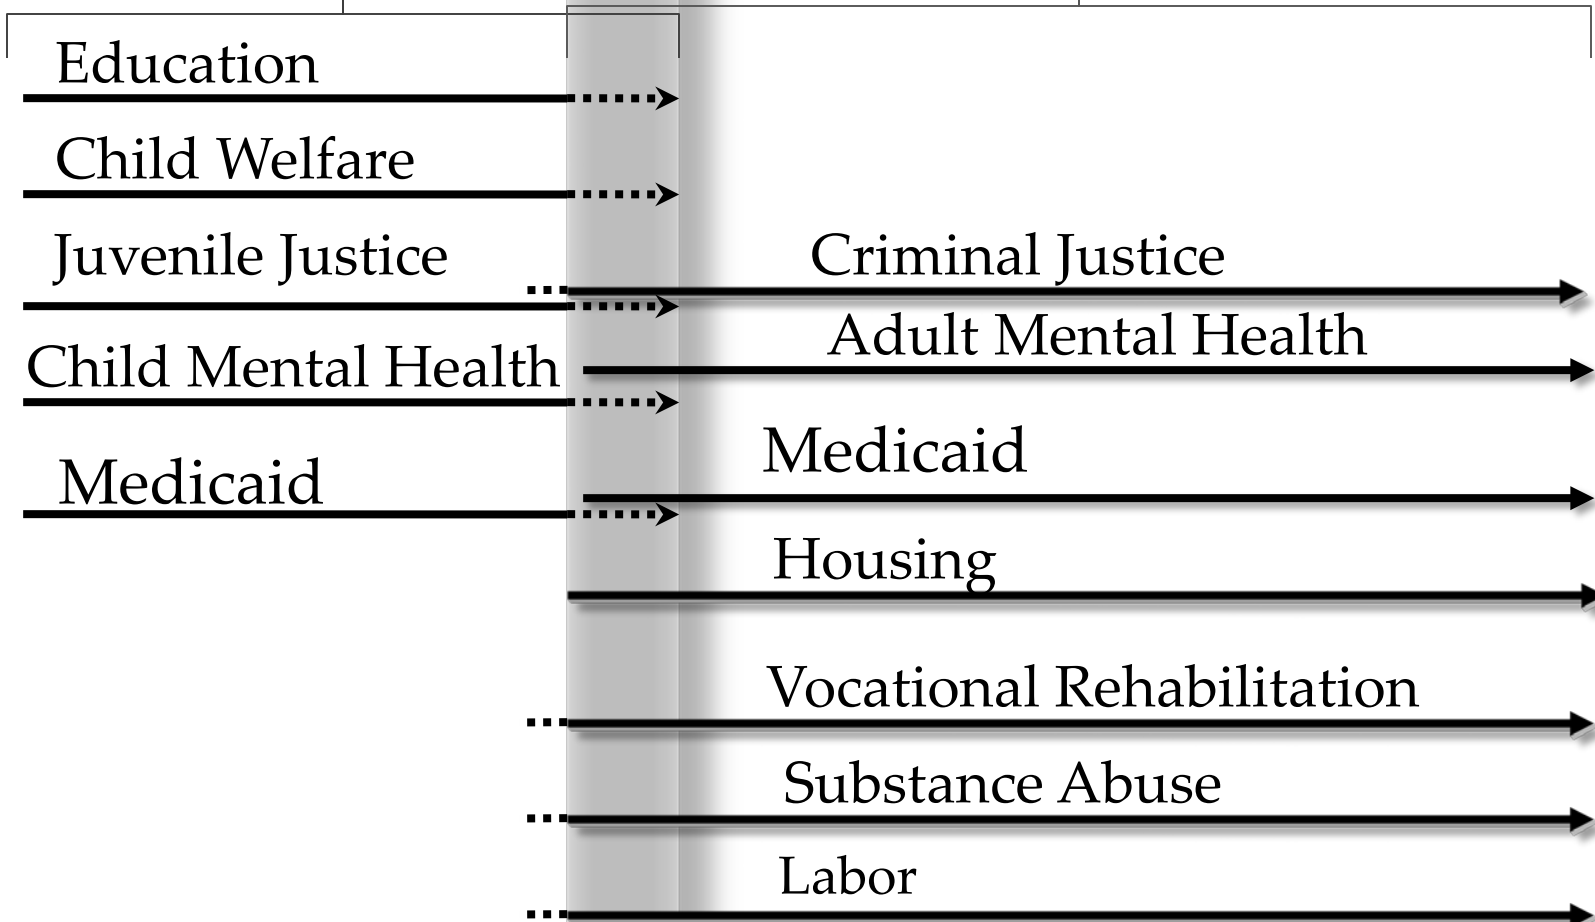 Education
Child Welfare
Juvenile Justice
Child Mental Health
Medicaid
Criminal Justice
Adult Mental Health
Medicaid
Housing
Vocational Rehabilitation
Substance Abuse
Labor